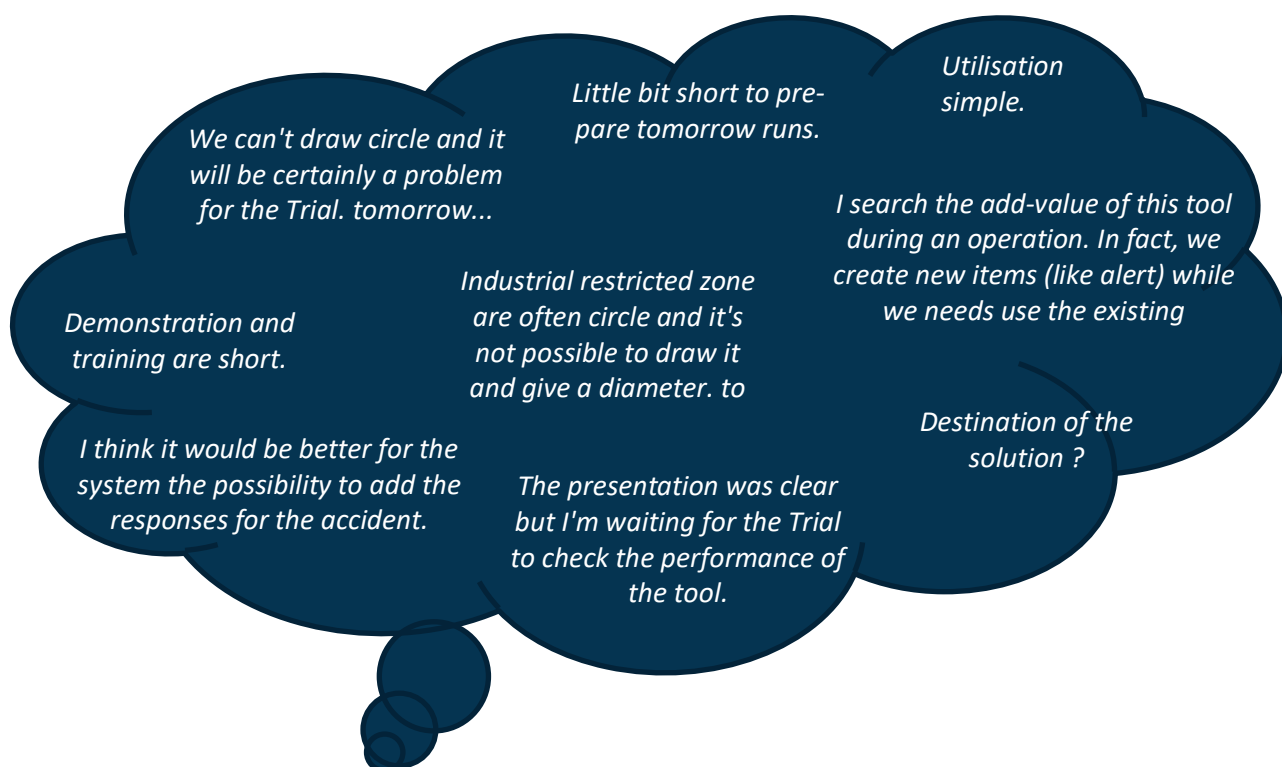 Utilisation
simple.
Little bit short to pre-
pare tomorrow runs.
We can't draw circle and it
will be certainly a problem
for the Trial. tomorrow...
I search the add-value of this tool
during an operation. In fact, we
create new items (like alert) while
we needs use the existing
Industrial restricted zone
are often circle and it's
not possible to draw it
and give a diameter. to
Demonstration and
training are short.
Destination of the
solution ?
I think it would be better for the
system the possibility to add the
responses for the accident.
The presentation was clear
but I'm waiting for the Trial
to check the performance of
the tool.